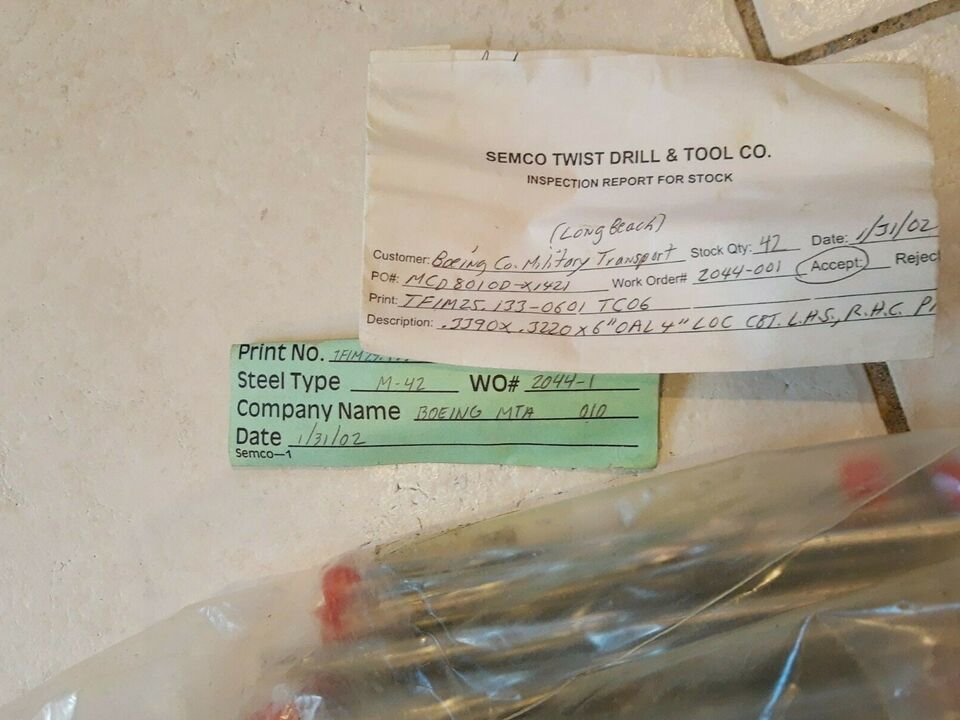 SEMCO TWIST DRILL & TOOL CO.
INSPECTION REPORT FOR STOCK
(Long Beach)
Customer: Boeing Co. Military Transport Stock Qty: 42 Date: 1/31/02
PO#: MCD8010D-X1421 Work Order# 2044-001 Accept: Reject
Print: TF1M25.133-0601 TC06
Description: .3390 x .3220 x 6" OAL 4" LOC CBT. L.H.S., R.H.C.
Print No.
Steel Type M-42 WO# 2044-1
Company Name BOEING MTA 010
Date 1/31/02
Semco—1